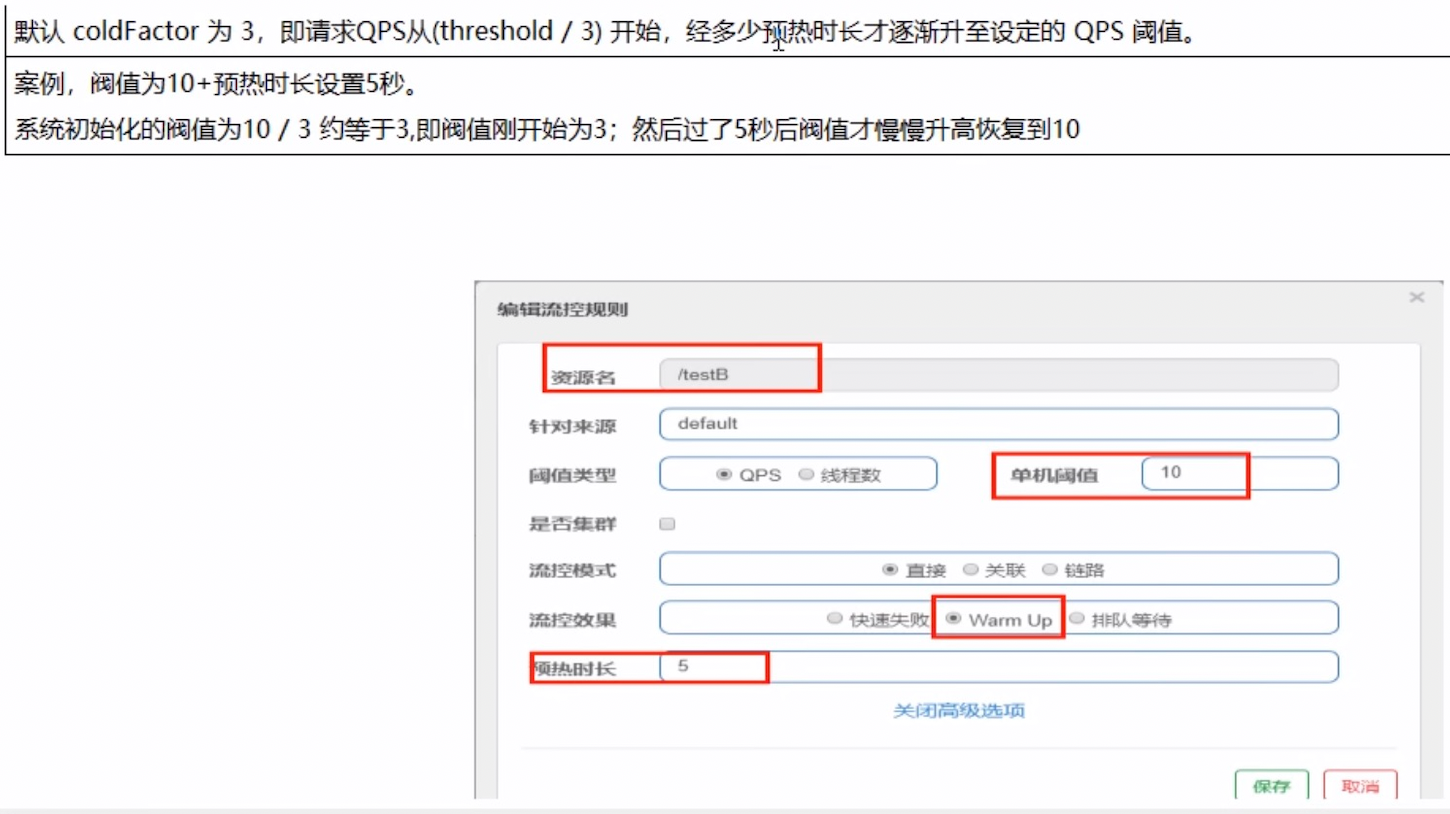 默认 coldFactor 为 3，即请求QPS从(threshold / 3) 开始，经多少预热时长才逐渐升至设定的 QPS 阈值。
案例，阀值为10+预热时长设置5秒。
系统初始化的阀值为10 / 3 约等于3,即阀值刚开始为3；然后过了5秒后阀值才慢慢升高恢复到10
编辑流控规则
×
资源名 /testB
针对来源 default
阈值类型 QPS 线程数 单机阈值 10
是否集群
流控模式 直接 关联 链路
流控效果 快速失败 Warm Up 排队等待
预热时长 5
关闭高级选项
保存 取消